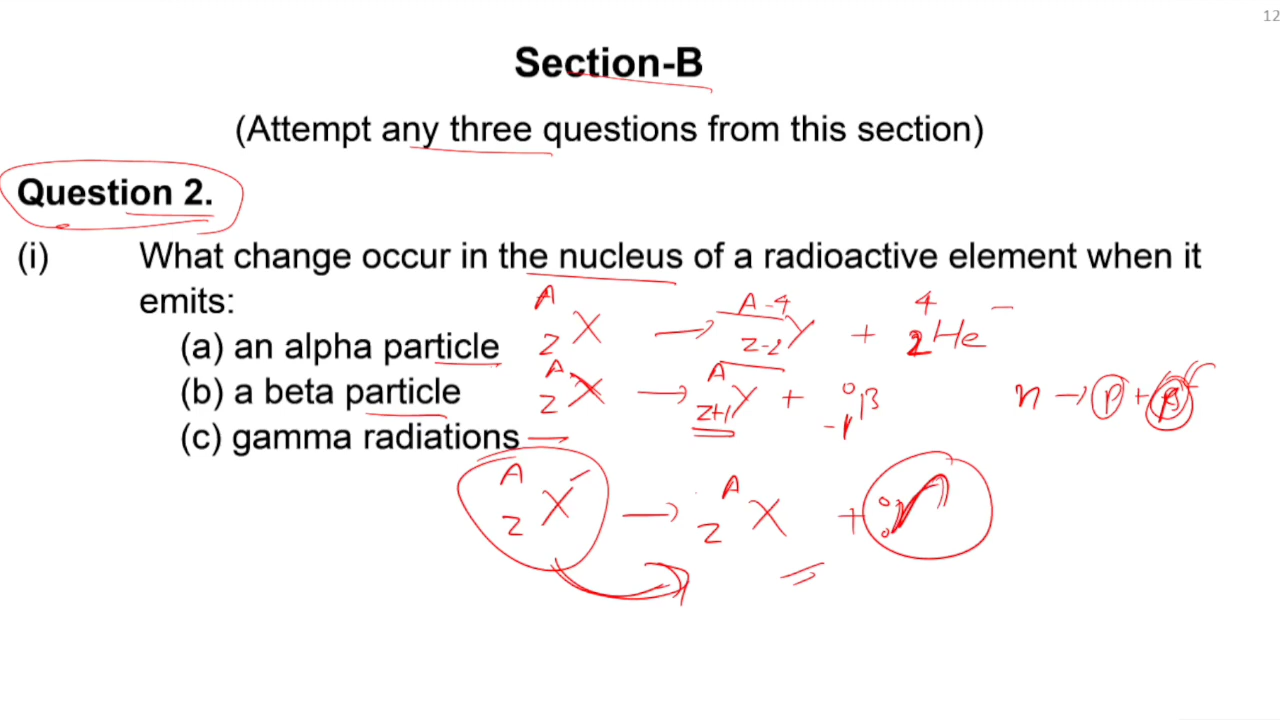 12
Section-B
(Attempt any three questions from this section)
Question 2.
(i) What change occur in the nucleus of a radioactive element when it
emits:
(a) an alpha particle
(b) a beta particle
(c) gamma radiations
A Z X → A-4 Z-2 Y + 4 2 He
A Z X → A Z+1 Y + 0 -1 β
n → p + β
A Z X → A Z X + 0 0 γ